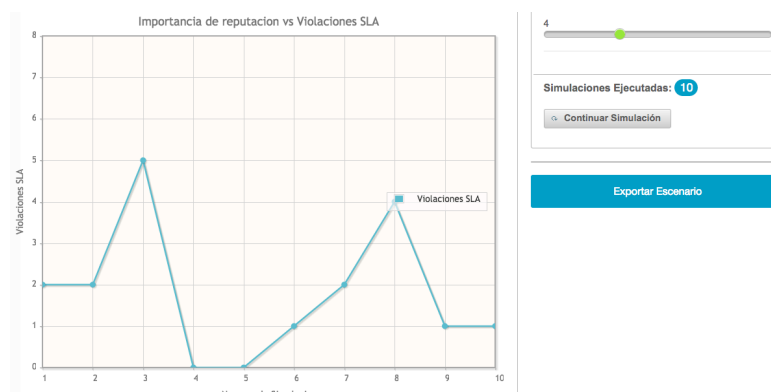 Importancia de reputacion vs Violaciones SLA
8
7
6
5
4
3
2
1
0
Violaciones SLA
Violaciones SLA
1 2 3 4 5 6 7 8 9 10
4
Simulaciones Ejecutadas: 10
Continuar Simulación
Exportar Escenario